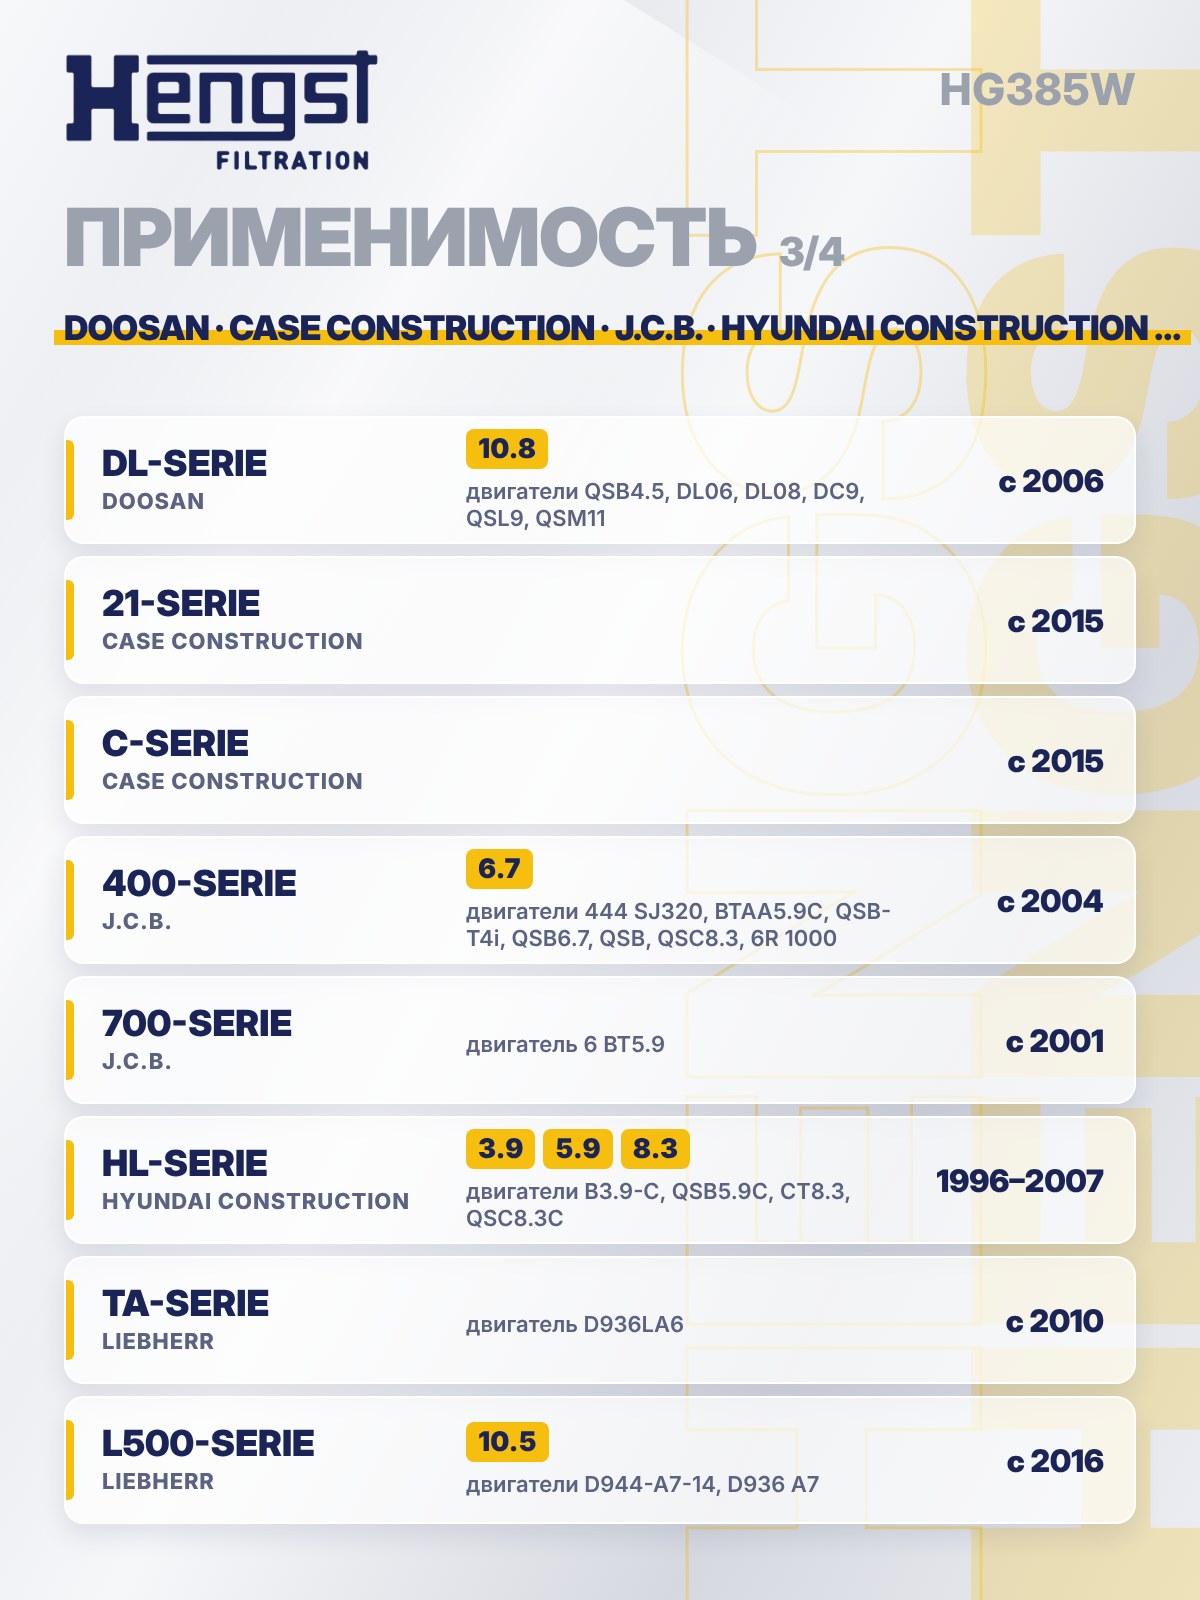 Hengst
FILTRATION
HG385W
ПРИМЕНИМОСТЬ 3/4
DOOSAN · CASE CONSTRUCTION · J.C.B. · HYUNDAI CONSTRUCTION ...
DL-SERIE
DOOSAN
10.8
двигатели QSB4.5, DL06, DL08, DC9,
QSL9, QSM11
с 2006
21-SERIE
CASE CONSTRUCTION
с 2015
C-SERIE
CASE CONSTRUCTION
с 2015
400-SERIE
J.C.B.
6.7
двигатели 444 SJ320, BTAA5.9C, QSB-
T4i, QSB6.7, QSB, QSC8.3, 6R 1000
с 2004
700-SERIE
J.C.B.
двигатель 6 BT5.9
с 2001
HL-SERIE
HYUNDAI CONSTRUCTION
3.9 5.9 8.3
двигатели B3.9-C, QSB5.9C, CT8.3,
QSC8.3C
1996–2007
TA-SERIE
LIEBHERR
двигатель D936LA6
с 2010
L500-SERIE
LIEBHERR
10.5
двигатели D944-A7-14, D936 A7
с 2016
HENGST